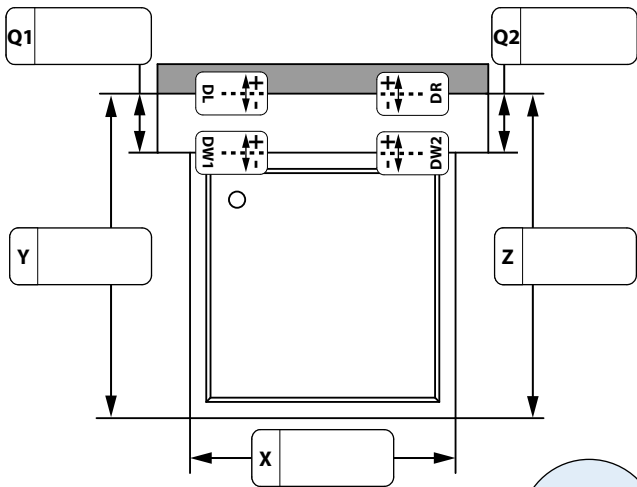 Q1
Q2
DL + -
+ - DR
DW1 + -
+ - DW2
Y
Z
X